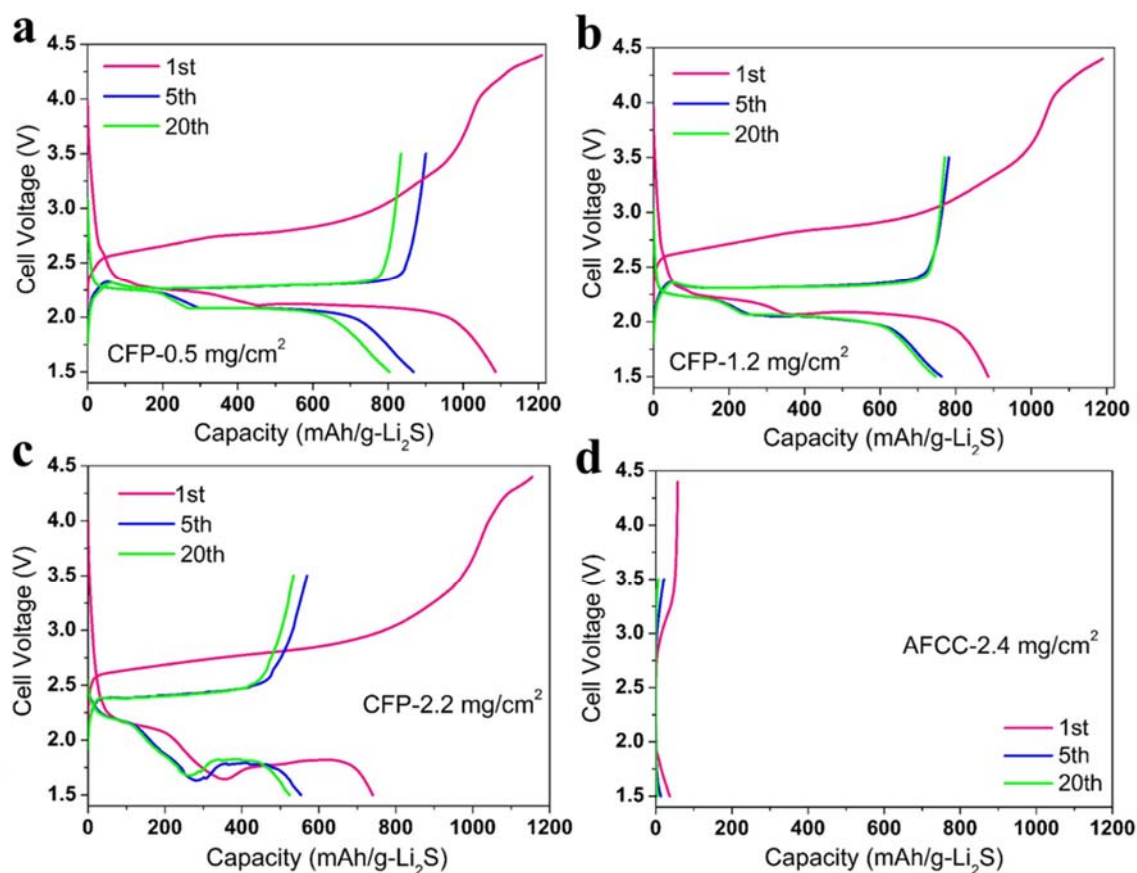 a
4.5
4.0
3.5
3.0
2.5
2.0
1.5
Cell Voltage (V)
1st
5th
20th
CFP-0.5 mg/cm²
0 200 400 600 800 1000 1200
Capacity (mAh/g-Li₂S)
b
4.5
4.0
3.5
3.0
2.5
2.0
1.5
Cell Voltage (V)
1st
5th
20th
CFP-1.2 mg/cm²
0 200 400 600 800 1000 1200
Capacity (mAh/g-Li₂S)
c
4.5
4.0
3.5
3.0
2.5
2.0
1.5
Cell Voltage (V)
1st
5th
20th
CFP-2.2 mg/cm²
0 200 400 600 800 1000 1200
Capacity (mAh/g-Li₂S)
d
4.5
4.0
3.5
3.0
2.5
2.0
1.5
Cell Voltage (V)
AFCC-2.4 mg/cm²
1st
5th
20th
0 200 400 600 800 1000 1200
Capacity (mAh/g-Li₂S)